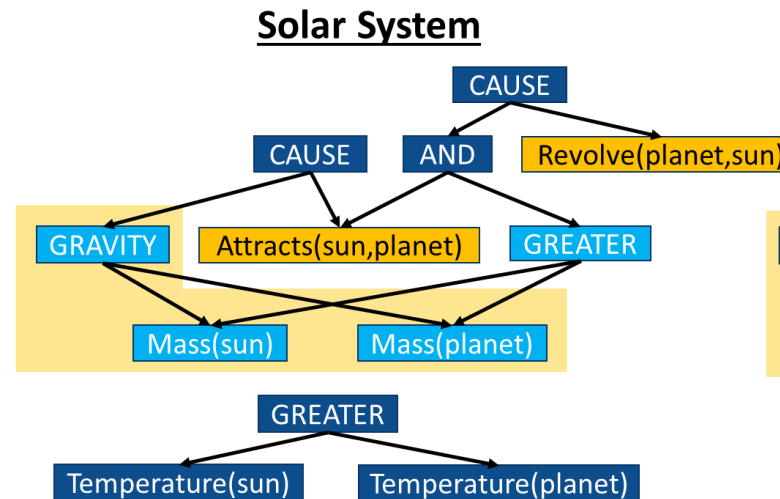 Solar System
CAUSE
CAUSE
AND
Revolve(planet,sun)
GRAVITY
Attracts(sun,planet)
GREATER
Mass(sun)
Mass(planet)
GREATER
Temperature(sun)
Temperature(planet)